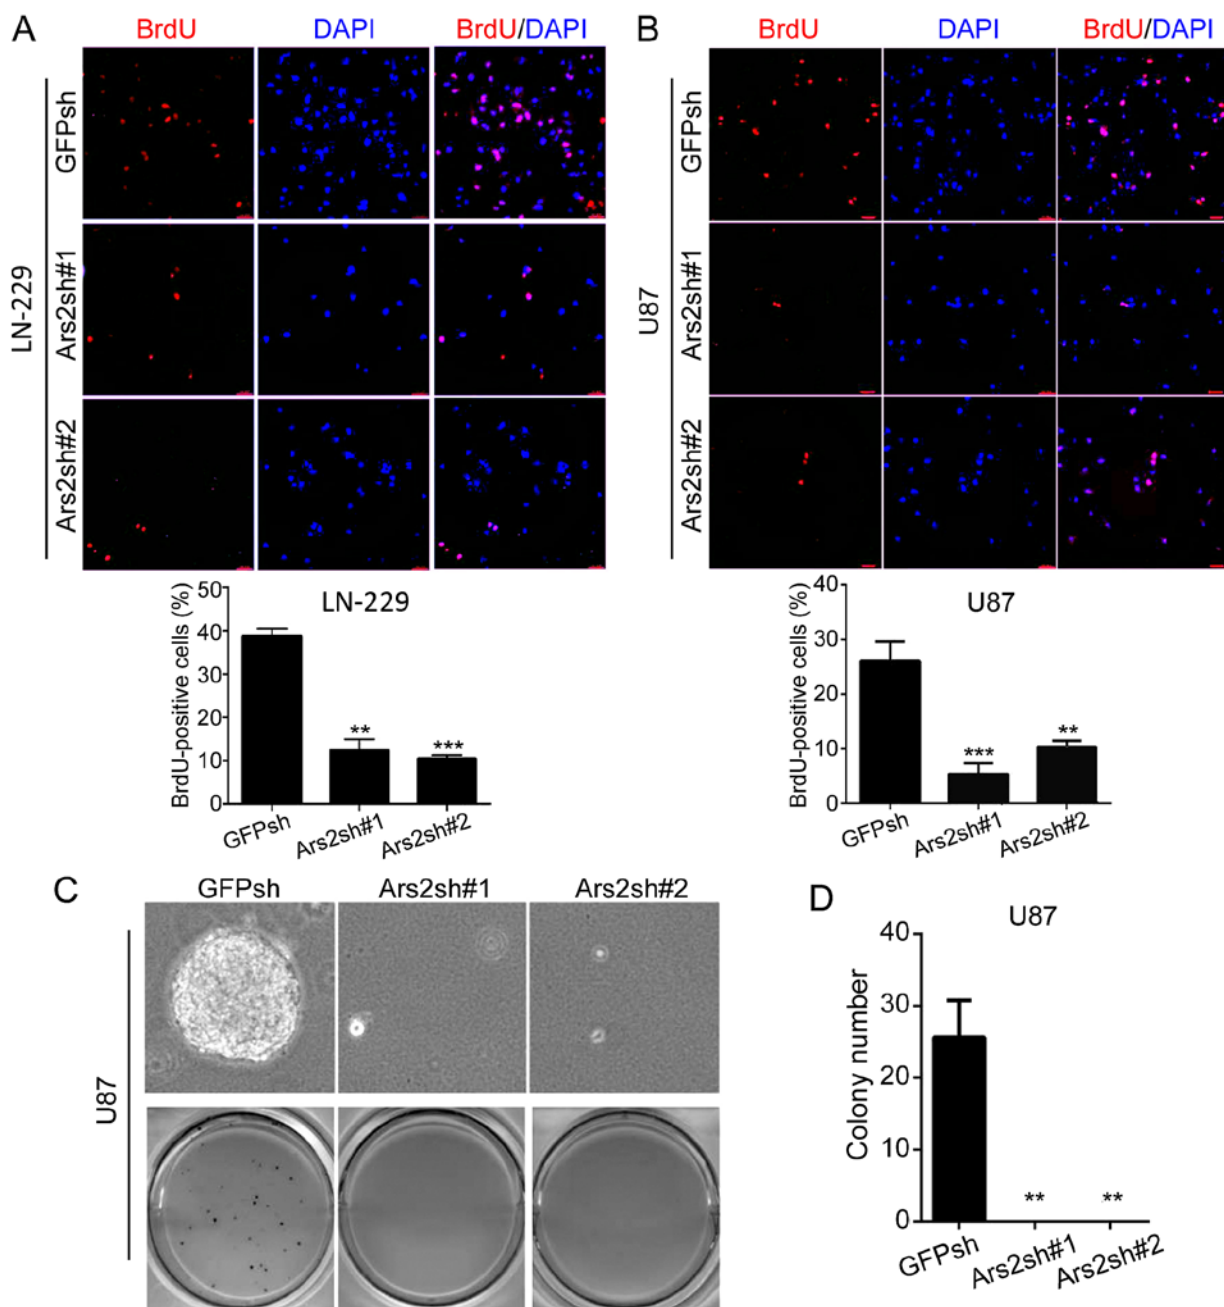 A
BrdU DAPI BrdU/DAPI
LN-229
GFPsh
Ars2sh#1
Ars2sh#2
LN-229
BrdU-positive cells (%)
50
40
30
20
10
0
** ***
GFPsh Ars2sh#1 Ars2sh#2
B
BrdU DAPI BrdU/DAPI
U87
GFPsh
Ars2sh#1
Ars2sh#2
U87
BrdU-positive cells (%)
40
30
20
10
0
*** **
GFPsh Ars2sh#1 Ars2sh#2
C
GFPsh Ars2sh#1 Ars2sh#2
U87
D
U87
Colony number
40
30
20
10
0
** **
GFPsh Ars2sh#1 Ars2sh#2